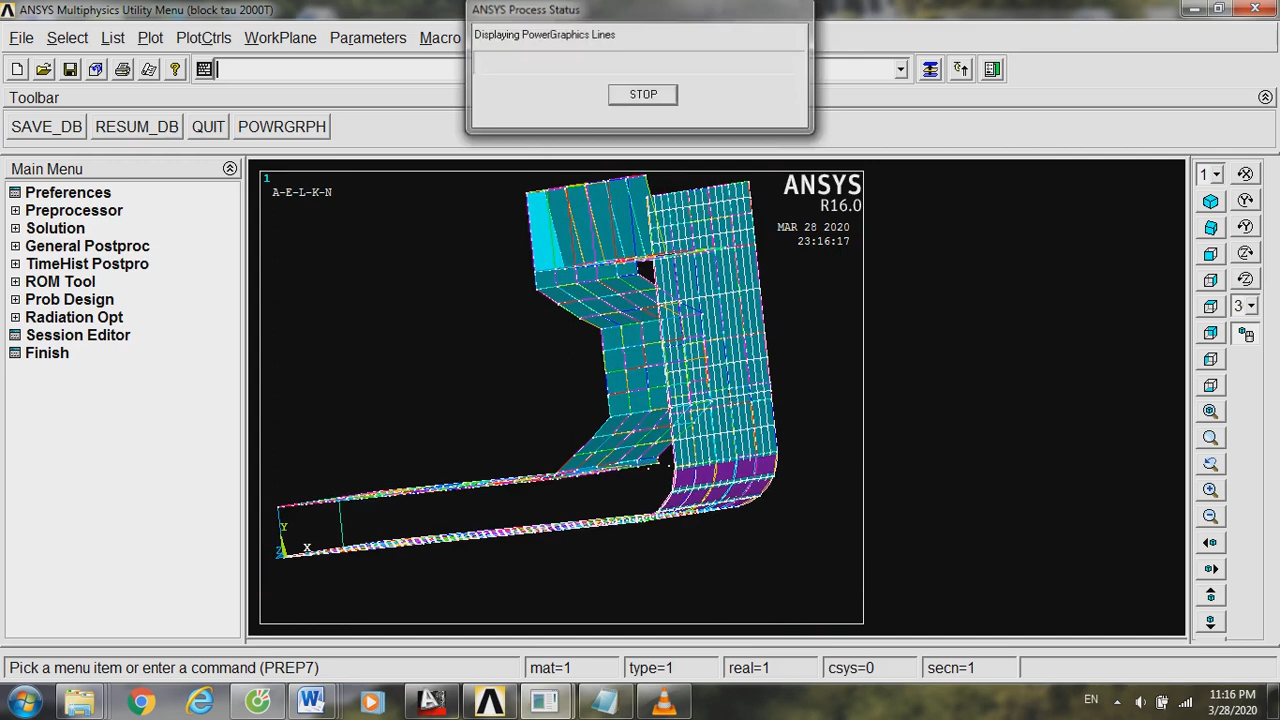 ANSYS Multiphysics Utility Menu (block tau 2000T)
ANSYS Process Status
Displaying PowerGraphics Lines
STOP
File Select List Plot PlotCtrls WorkPlane Parameters Macro
Toolbar
SAVE_DB RESUM_DB QUIT POWRGRPH
Main Menu
Preferences
Preprocessor
Solution
General Postproc
TimeHist Postpro
ROM Tool
Prob Design
Radiation Opt
Session Editor
Finish
1
A-E-L-K-N
ANSYS
R16.0
MAR 28 2020
23:16:17
Y
Z
X
1
3
Pick a menu item or enter a command (PREP7) mat=1 type=1 real=1 csys=0 secn=1
EN
11:16 PM
3/28/2020